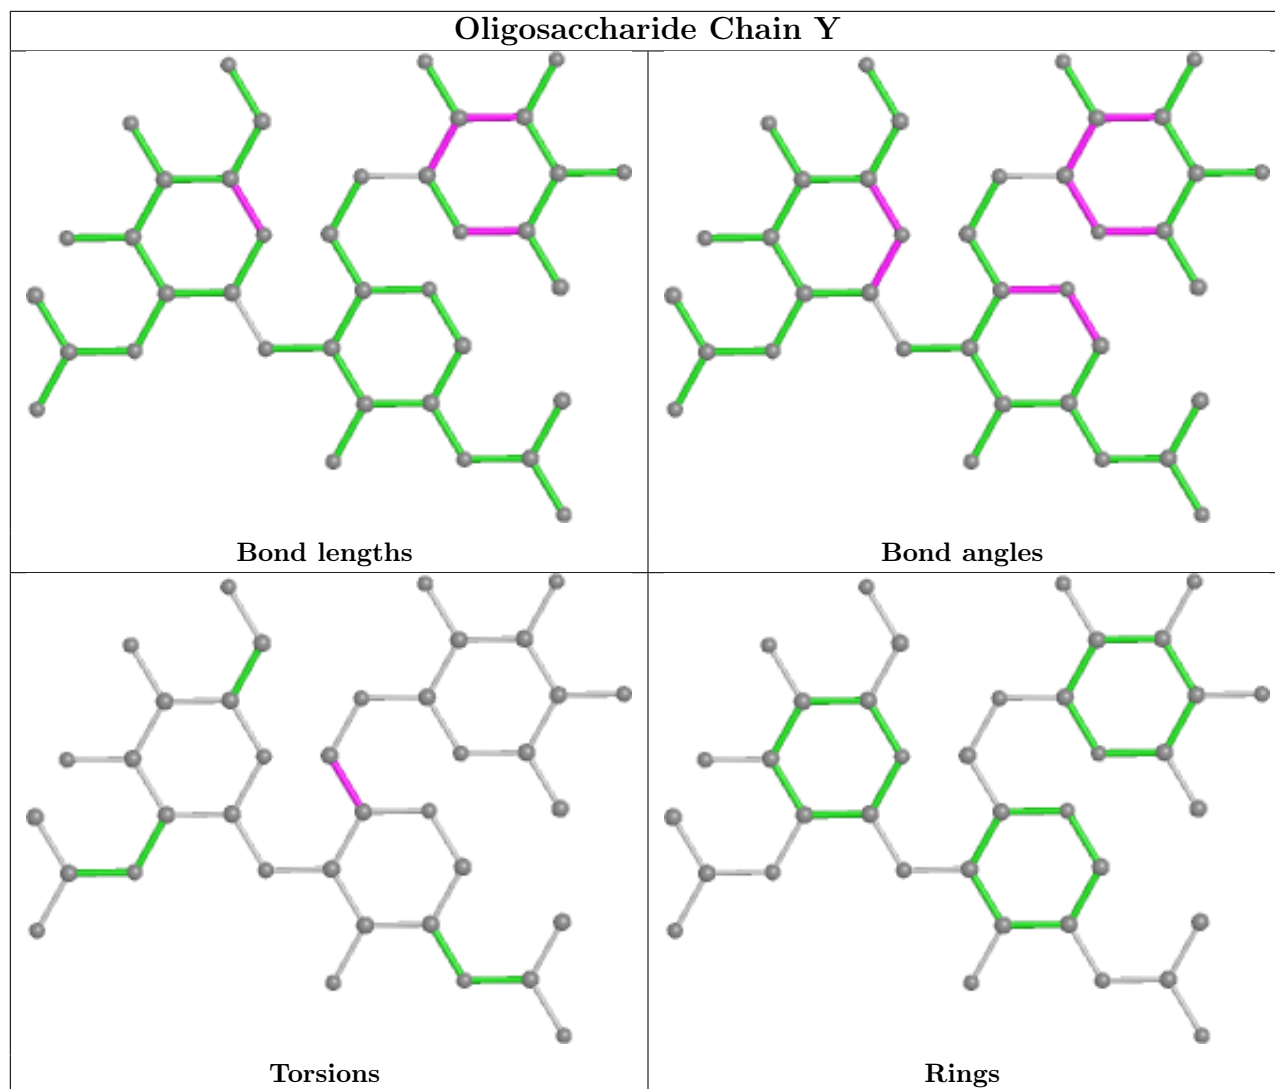 Oligosaccharide Chain Y
Bond lengths
Bond angles
Torsions
Rings